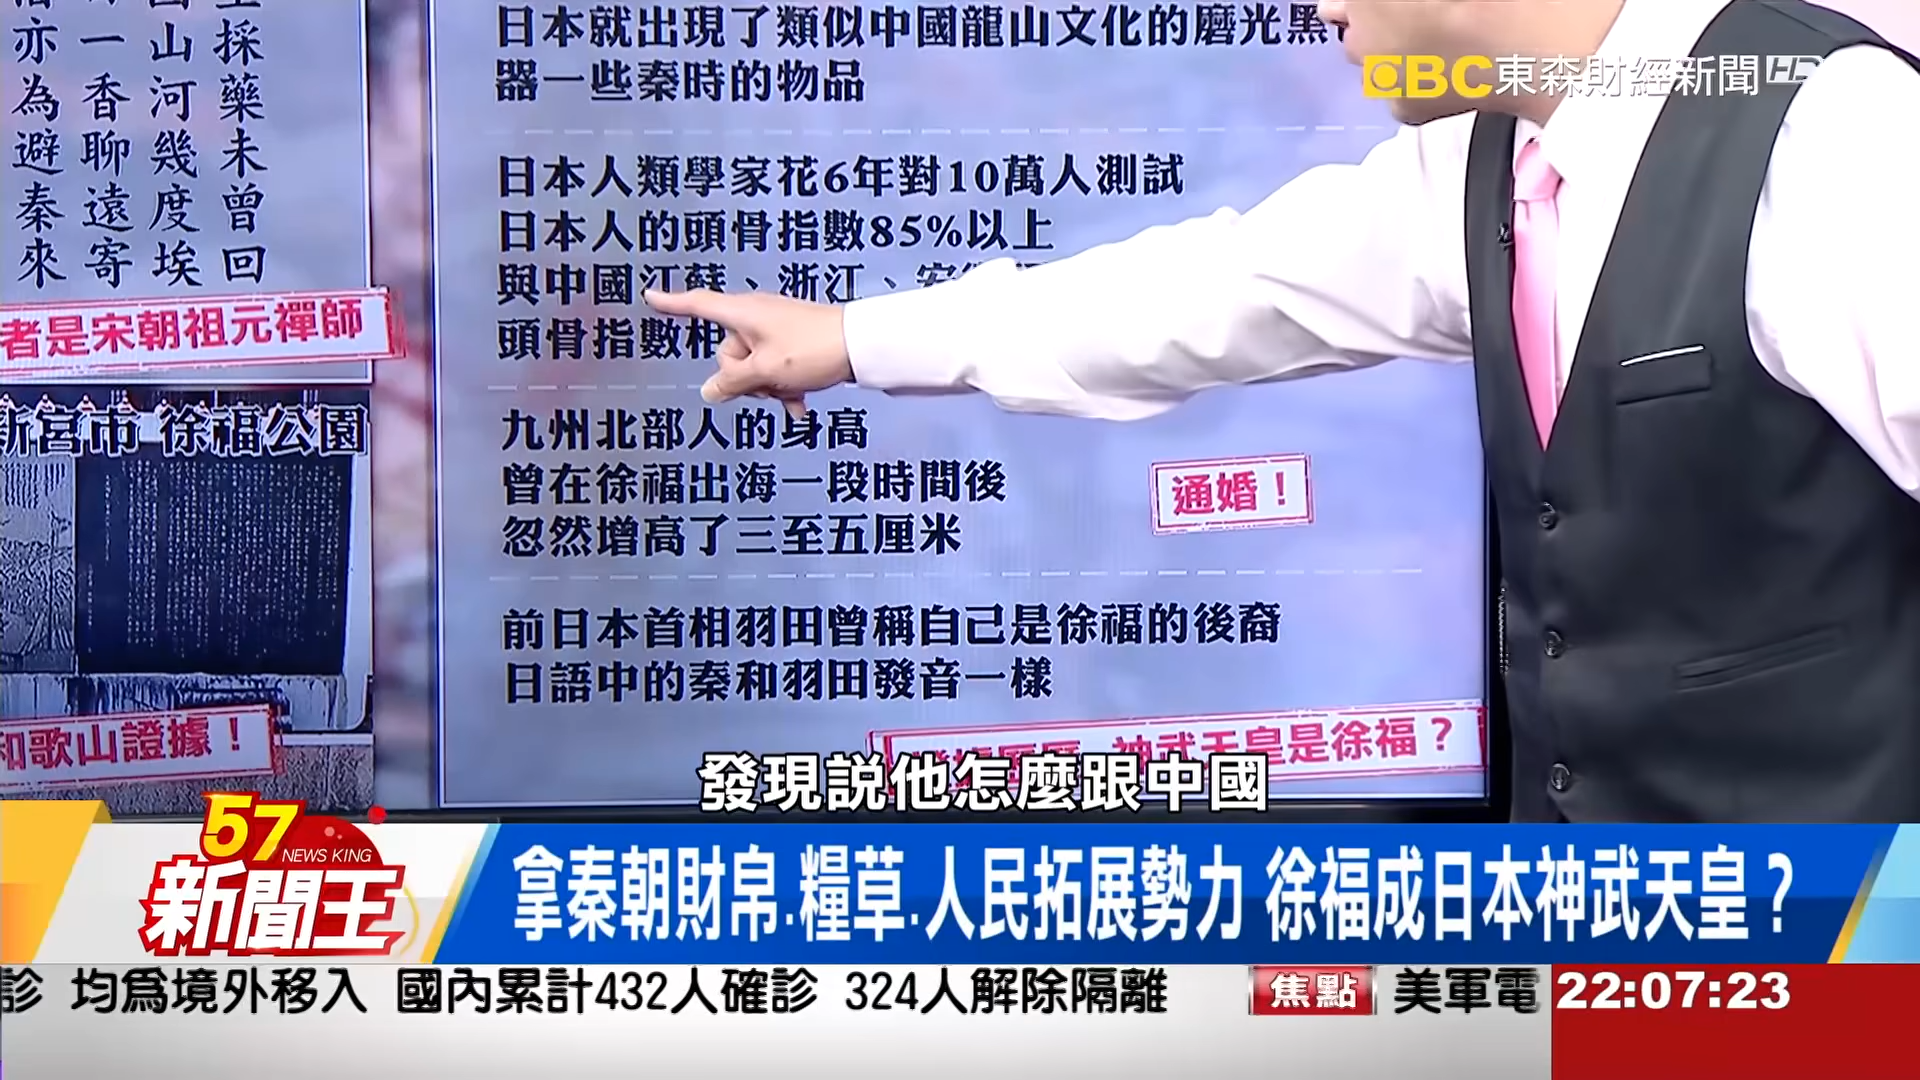 採藥未曾回
山河幾度埃
一香聊遠寄
亦為避秦來
者是宋朝祖元禪師
新宮市 徐福公園
和歌山證據！
日本就出現了類似中國龍山文化的磨光黑
器一些秦時的物品
日本人類學家花6年對10萬人測試
日本人的頭骨指數85%以上
與中國江蘇、浙江、安
頭骨指數相
九州北部人的身高
曾在徐福出海一段時間後
忽然增高了三至五厘米
通婚！
前日本首相羽田曾稱自己是徐福的後裔
日語中的秦和羽田發音一樣
神武天皇是徐福？
EBC東森財經新聞HD
發現說他怎麼跟中國
57
NEWS KING
新聞王
拿秦朝財帛.糧草.人民拓展勢力 徐福成日本神武天皇？
診 均為境外移入 國內累計432人確診 324人解除隔離
焦點 美軍電
22:07:23